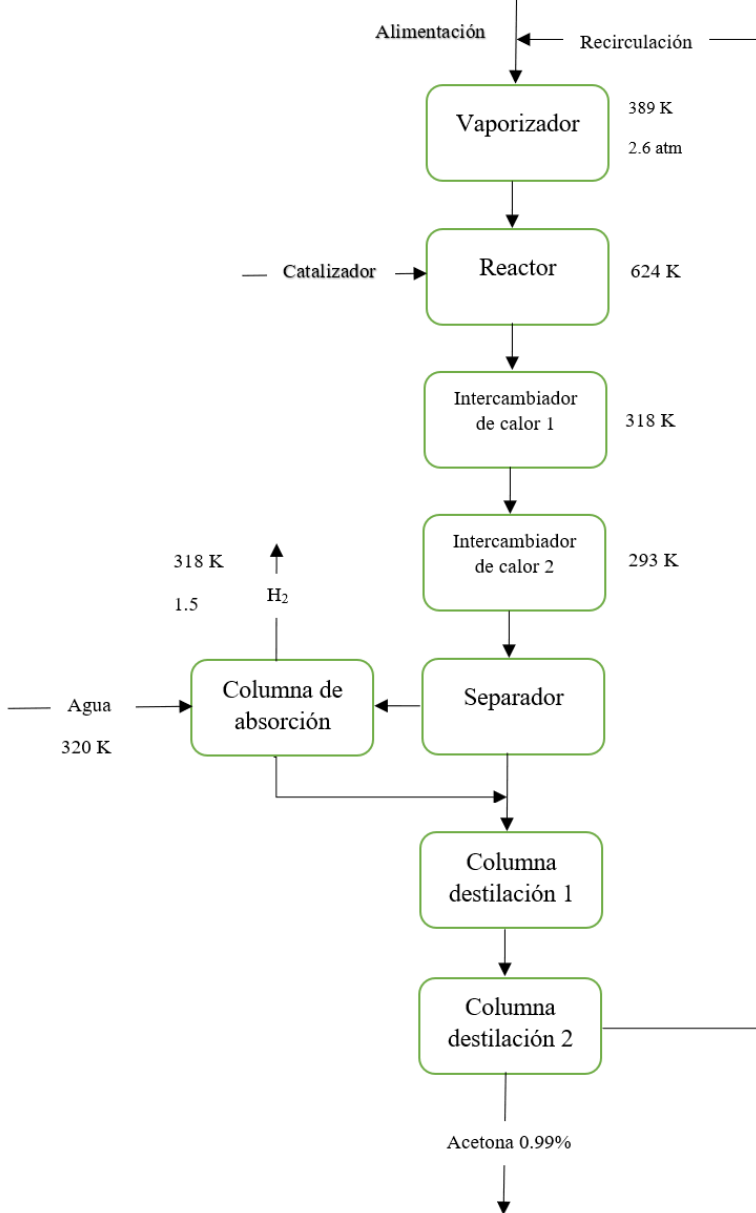 Alimentación
Recirculación
Vaporizador
389 K
2.6 atm
Catalizador
Reactor
624 K
Intercambiador
de calor 1
318 K
Intercambiador
de calor 2
293 K
318 K
1.5
H₂
Agua
320 K
Columna de
absorción
Separador
Columna
destilación 1
Columna
destilación 2
Acetona 0.99%